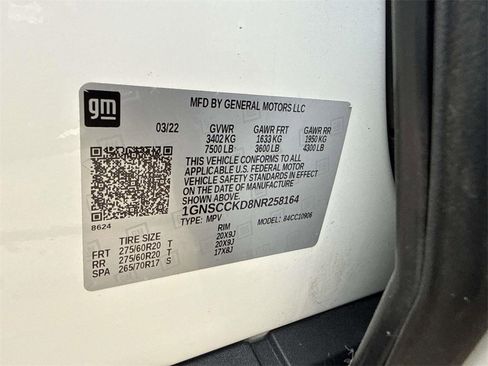 gm
MFD BY GENERAL MOTORS LLC
03/22 GVWR GAWR FRT GAWR RR
3402 KG 1633 KG 1950 KG
7500 LB 3600 LB 4300 LB
THIS VEHICLE CONFORMS TO ALL
APPLICABLE U.S. FEDERAL MOTOR
VEHICLE SAFETY STANDARDS IN
EFFECT ON THE DATE OF MANUFACTURE
SHOWN ABOVE.
1GNSCCKD8NR258164
8624 TYPE: MPV MODEL: 84CC10906
TIRE SIZE RIM
FRT 275/60R20 T 20X9J
RR 275/60R20 T 20X9J
SPA 265/70R17 S 17X8J